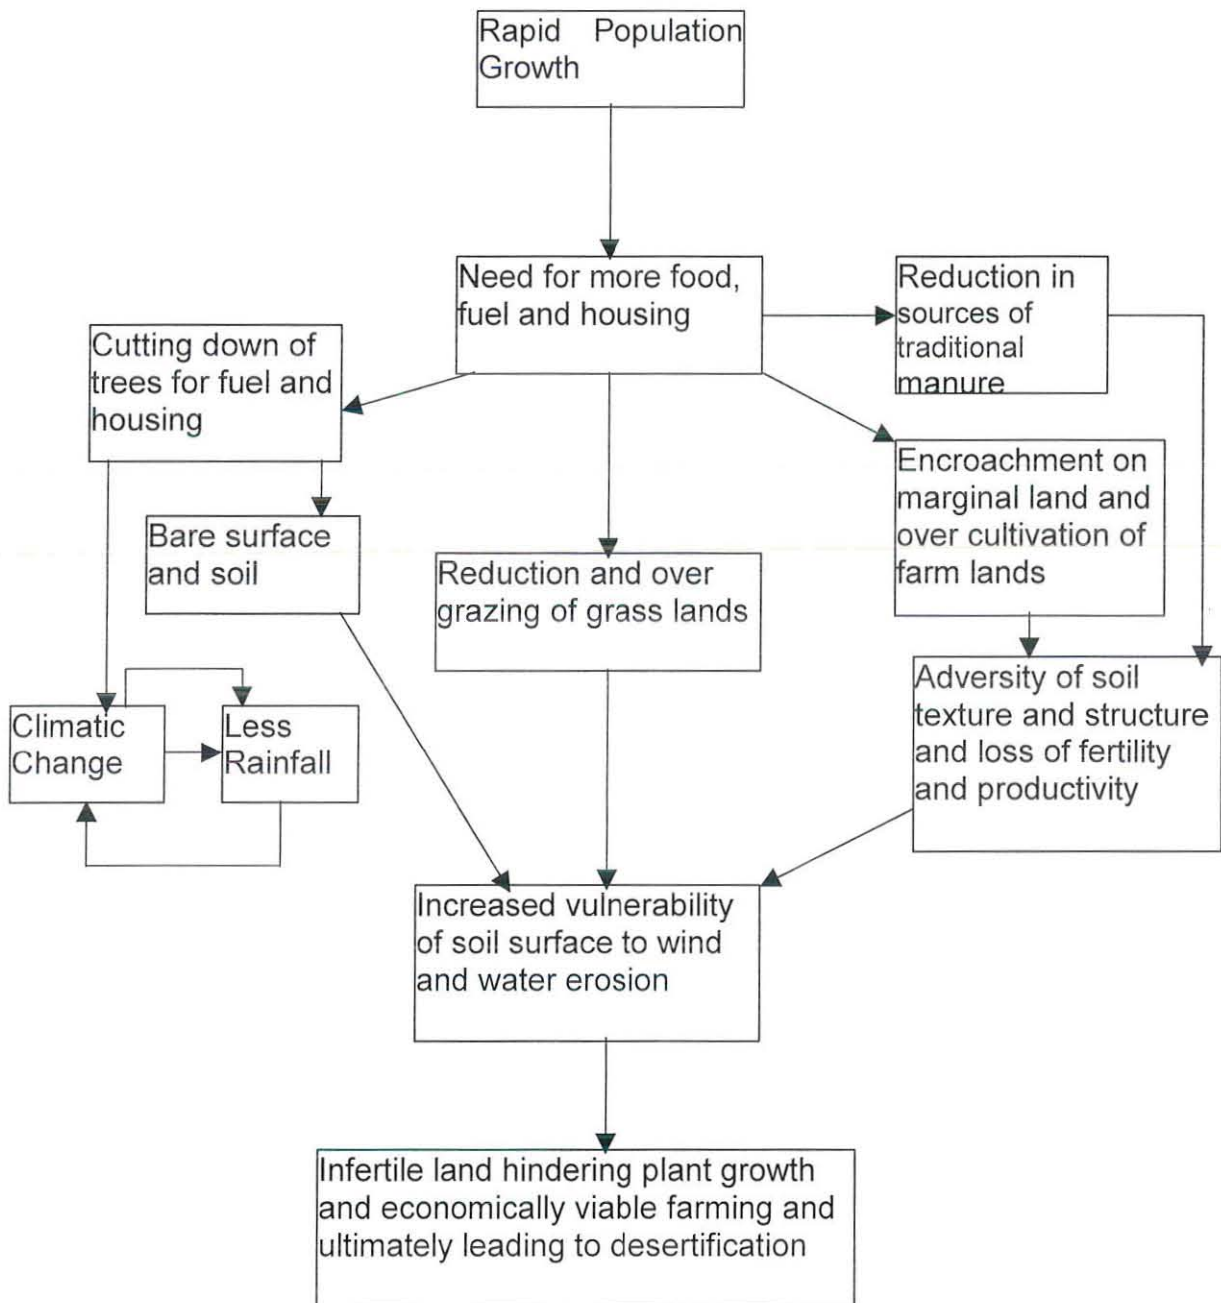 Rapid Population
Growth
Need for more food,
fuel and housing
Reduction in
sources of
traditional
manure
Cutting down of
trees for fuel and
housing
Encroachment on
marginal land and
over cultivation of
farm lands
Bare surface
and soil
Reduction and over
grazing of grass lands
Adversity of soil
texture and structure
and loss of fertility
and productivity
Climatic
Change
Less
Rainfall
Increased vulnerability
of soil surface to wind
and water erosion
Infertile land hindering plant growth
and economically viable farming and
ultimately leading to desertification